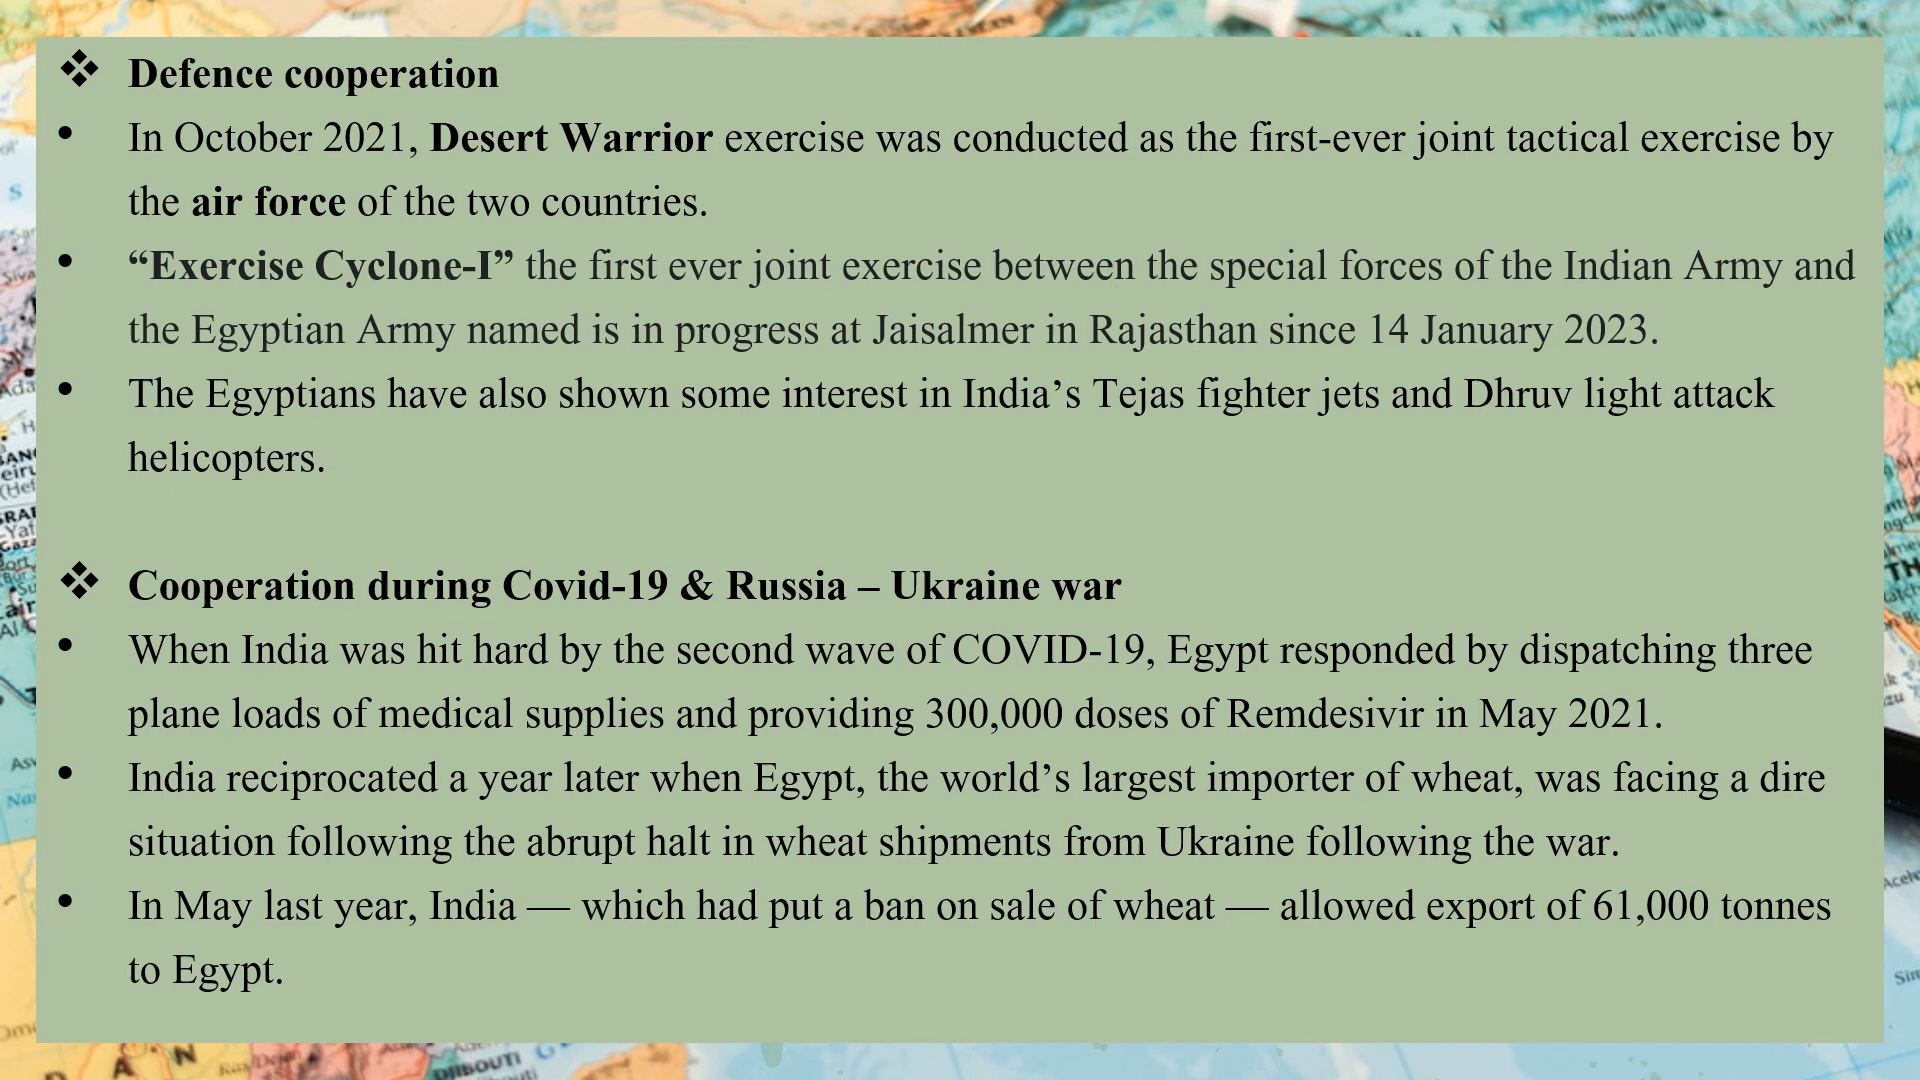 ❖ Defence cooperation
• In October 2021, Desert Warrior exercise was conducted as the first-ever joint tactical exercise by
the air force of the two countries.
• “Exercise Cyclone-I” the first ever joint exercise between the special forces of the Indian Army and
the Egyptian Army named is in progress at Jaisalmer in Rajasthan since 14 January 2023.
• The Egyptians have also shown some interest in India’s Tejas fighter jets and Dhruv light attack
helicopters.
❖ Cooperation during Covid-19 & Russia – Ukraine war
• When India was hit hard by the second wave of COVID-19, Egypt responded by dispatching three
plane loads of medical supplies and providing 300,000 doses of Remdesivir in May 2021.
• India reciprocated a year later when Egypt, the world’s largest importer of wheat, was facing a dire
situation following the abrupt halt in wheat shipments from Ukraine following the war.
• In May last year, India — which had put a ban on sale of wheat — allowed export of 61,000 tonnes
to Egypt.
DJIBOUTI